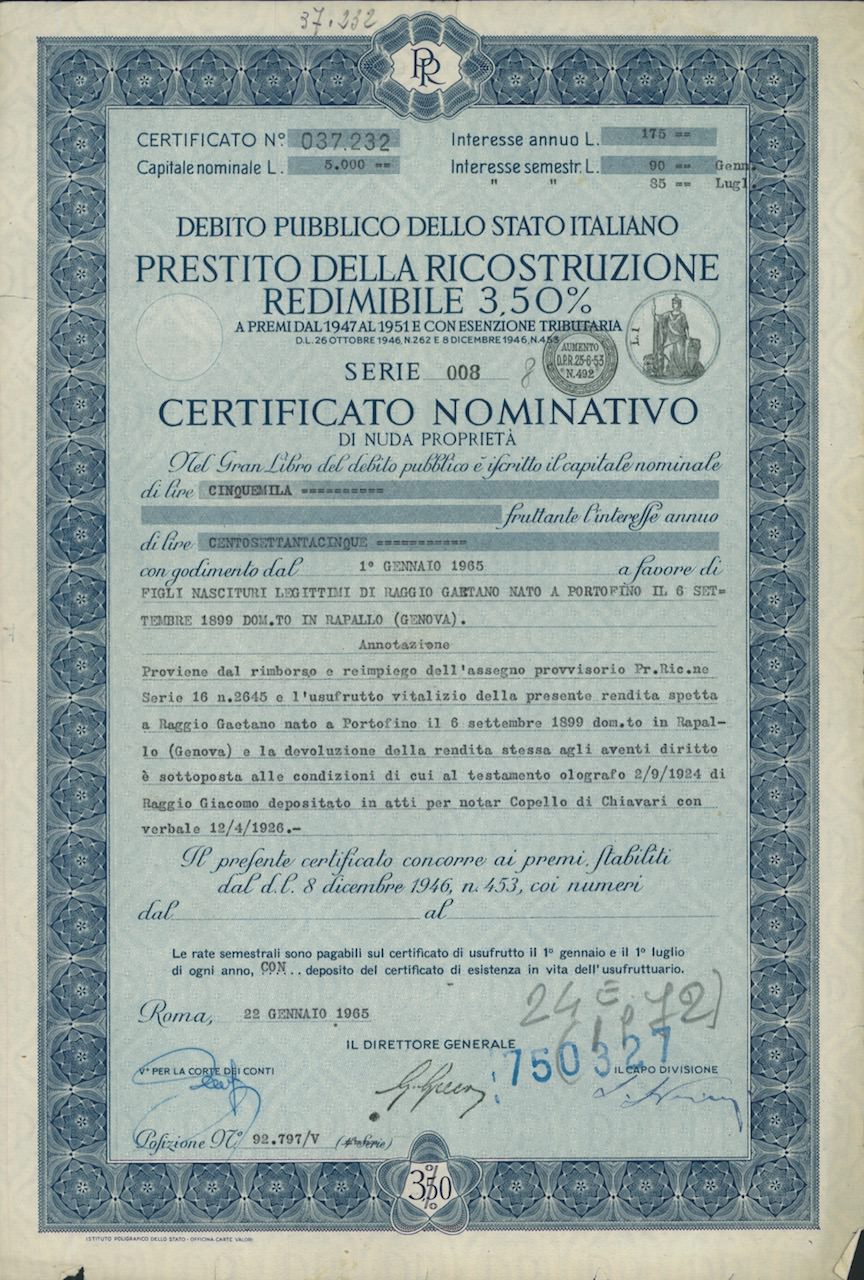 37.232
PR
CERTIFICATO Nº 037.232
Interesse annuo L. 175 ==
Capitale nominale L. 5.000 ==
Interesse semestr. L. 90 == Genn.
" " 85 == Lugl.
DEBITO PUBBLICO DELLO STATO ITALIANO
PRESTITO DELLA RICOSTRUZIONE
REDIMIBILE 3,50%
A PREMI DAL 1947 AL 1951 E CON ESENZIONE TRIBUTARIA
D.L. 26 OTTOBRE 1946, N. 262 E 8 DICEMBRE 1946, N. 453
L.1
AUMENTO
D.P.R. 25-6-53
N. 492
SERIE 008 8
CERTIFICATO NOMINATIVO
DI NUDA PROPRIETÀ
Nel Gran Libro del debito pubblico è iscritto il capitale nominale
di lire CINQUEMILA ==========
fruttante l'interesse annuo
di lire CENTOSETTANTACINQUE ===========
con godimento dal 1º GENNAIO 1965 a favore di
FIGLI NASCITURI LEGITTIMI DI RAGGIO GAETANO NATO A PORTOFINO IL 6 SET=
TEMBRE 1899 DOM.TO IN RAPALLO (GENOVA).
Annotazione
Proviene dal rimborso e reimpiego dell'assegno provvisorio Pr.Ric.ne
Serie 16 n.2645 e l'usufrutto vitalizio della presente rendita spetta
a Raggio Gaetano nato a Portofino il 6 settembre 1899 dom.to in Rapal-
lo (Genova) e la devoluzione della rendita stessa agli aventi diritto
è sottoposta alle condizioni di cui al testamento olografo 2/9/1924 di
Raggio Giacomo depositato in atti per notar Copello di Chiavari con
verbale 12/4/1926.-
Il presente certificato concorre ai premi stabiliti
dal d.l. 8 dicembre 1946, n. 453, coi numeri
dal al
Le rate semestrali sono pagabili sul certificato di usufrutto il 1º gennaio e il 1º luglio
di ogni anno, CON.. deposito del certificato di esistenza in vita dell'usufruttuario.
Roma, 22 GENNAIO 1965
IL DIRETTORE GENERALE
750327
Vº PER LA CORTE DEI CONTI
IL CAPO DIVISIONE
Posizione Nº 92.797/V
3,50%
ISTITUTO POLIGRAFICO DELLO STATO - OFFICINA CARTE VALORI